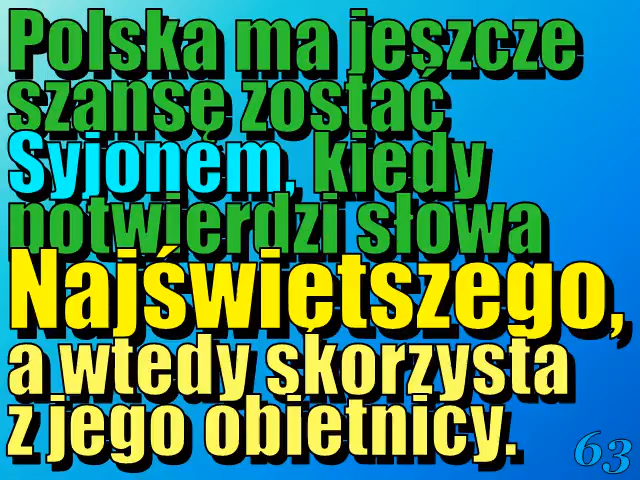 Polska ma jeszcze
szansę zostać
Syjonem, kiedy
potwierdzi słowa
Najświętszego,
a wtedy skorzysta
z jego obietnicy.
63